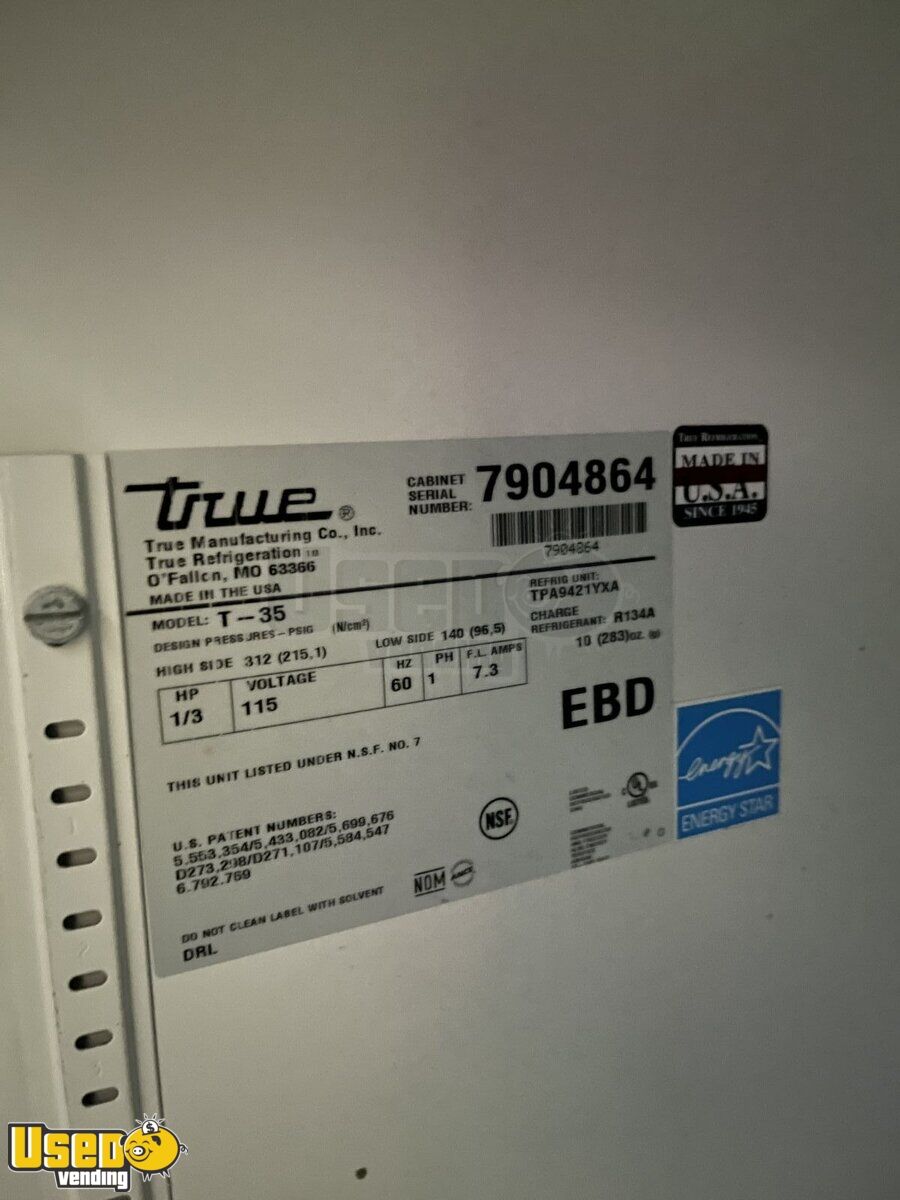 true®
True Manufacturing Co., Inc.
True Refrigeration TM
O'Fallon, MO 63366
MADE IN THE USA
CABINET
SERIAL
NUMBER:
7904864
7904864
TRUE REFRIGERATION
MADE IN
U.S.A.
SINCE 1945
MODEL: T--35
REFRIG UNIT:
TPA9421YXA
DESIGN PRESSURES-PSIG (N/cm²)
CHARGE
REFRIGERANT: R134A
10 (283)oz. (g)
HIGH SIDE 312 (215,1)
LOW SIDE 140 (96,5)
HP VOLTAGE HZ PH F.L. AMPS
1/3 115 60 1 7.3
EBD
THIS UNIT LISTED UNDER N.S.F. NO. 7
U.S. PATENT NUMBERS:
5,553,354/5,433,082/5,699,676
D273,298/D271,107/5,584,547
6.792.769
NSF
UL
energy
ENERGY STAR
NOM
ANCE
DO NOT CLEAN LABEL WITH SOLVENT
DRL
USED
VENDING
Used
vending